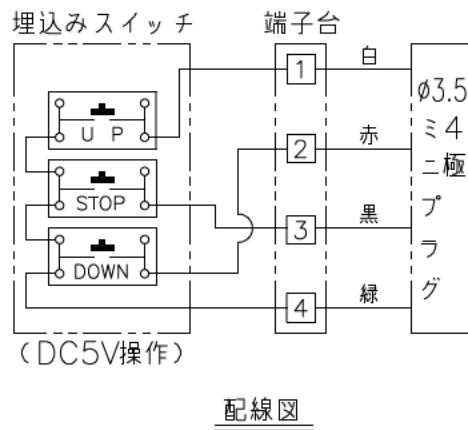 埋込みスイッチ
端子台
UP
STOP
DOWN
1
2
3
4
白
赤
黒
緑
φ3.5
ミニプラグ
4極
(DC5V操作)
配線図